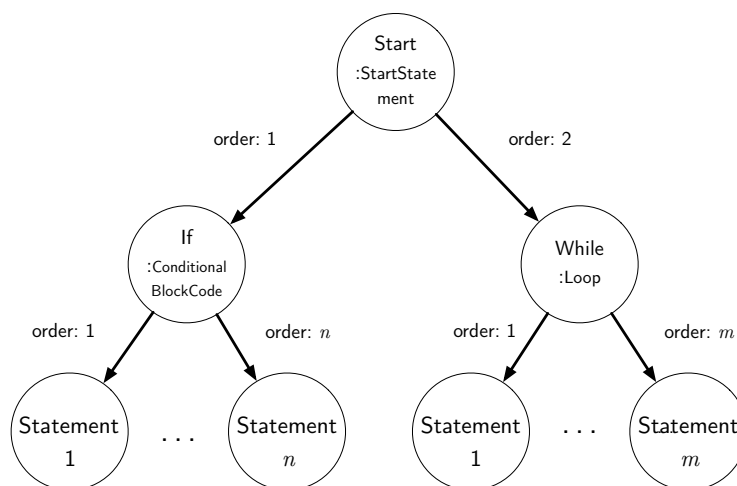 Start
:StartState
ment
order: 1
order: 2
If
:Conditional
BlockCode
While
:Loop
order: 1
order: n
order: 1
order: m
Statement
1
. . .
Statement
n
Statement
1
. . .
Statement
m